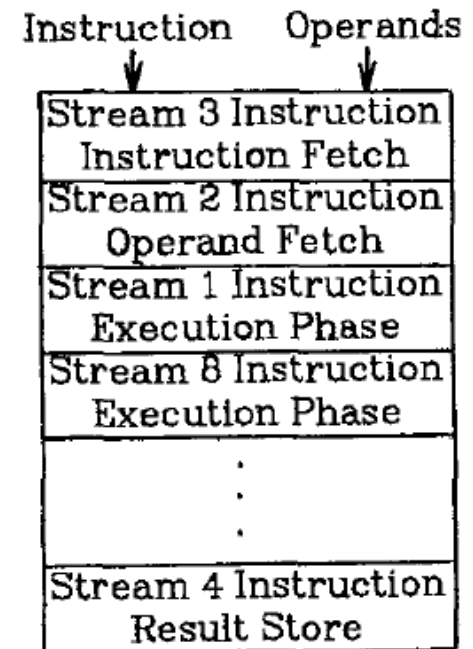 Instruction Operands
Stream 3 Instruction
Instruction Fetch
Stream 2 Instruction
Operand Fetch
Stream 1 Instruction
Execution Phase
Stream 8 Instruction
Execution Phase
.
.
.
Stream 4 Instruction
Result Store